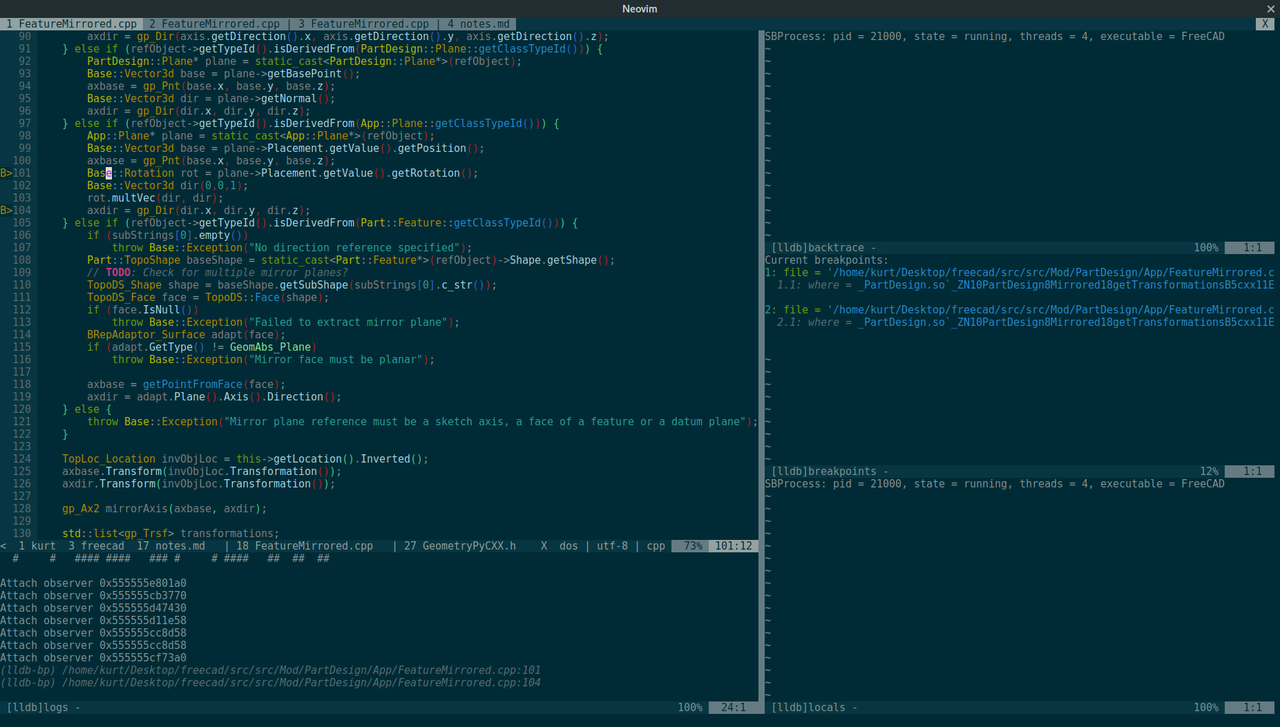 Neovim
1 FeatureMirrored.cpp 2 FeatureMirrored.cpp | 3 FeatureMirrored.cpp | 4 notes.md X
90 axdir = gp_Dir(axis.getDirection().x, axis.getDirection().y, axis.getDirection().z);
91 } else if (refObject->getTypeId().isDerivedFrom(PartDesign::Plane::getClassTypeId())) {
92 PartDesign::Plane* plane = static_cast<PartDesign::Plane*>(refObject);
93 Base::Vector3d base = plane->getBasePoint();
94 axbase = gp_Pnt(base.x, base.y, base.z);
95 Base::Vector3d dir = plane->getNormal();
96 axdir = gp_Dir(dir.x, dir.y, dir.z);
97 } else if (refObject->getTypeId().isDerivedFrom(App::Plane::getClassTypeId())) {
98 App::Plane* plane = static_cast<App::Plane*>(refObject);
99 Base::Vector3d base = plane->Placement.getValue().getPosition();
100 axbase = gp_Pnt(base.x, base.y, base.z);
B>101 Base::Rotation rot = plane->Placement.getValue().getRotation();
102 Base::Vector3d dir(0,0,1);
103 rot.multVec(dir, dir);
B>104 axdir = gp_Dir(dir.x, dir.y, dir.z);
105 } else if (refObject->getTypeId().isDerivedFrom(Part::Feature::getClassTypeId())) {
106 if (subStrings[0].empty())
107 throw Base::Exception("No direction reference specified");
108 Part::TopoShape baseShape = static_cast<Part::Feature*>(refObject)->Shape.getShape();
109 // TODO: Check for multiple mirror planes?
110 TopoDS_Shape shape = baseShape.getSubShape(subStrings[0].c_str());
111 TopoDS_Face face = TopoDS::Face(shape);
112 if (face.IsNull())
113 throw Base::Exception("Failed to extract mirror plane");
114 BRepAdaptor_Surface adapt(face);
115 if (adapt.GetType() != GeomAbs_Plane)
116 throw Base::Exception("Mirror face must be planar");
117
118 axbase = getPointFromFace(face);
119 axdir = adapt.Plane().Axis().Direction();
120 } else {
121 throw Base::Exception("Mirror plane reference must be a sketch axis, a face of a feature or a datum plane");
122 }
123
124 TopLoc_Location invObjLoc = this->getLocation().Inverted();
125 axbase.Transform(invObjLoc.Transformation());
126 axdir.Transform(invObjLoc.Transformation());
127
128 gp_Ax2 mirrorAxis(axbase, axdir);
129
130 std::list<gp_Trsf> transformations;
< 1 kurt 3 freecad 17 notes.md | 18 FeatureMirrored.cpp | 27 GeometryPyCXX.h X dos | utf-8 | cpp 73% 101:12
# # #### #### ### # # #### ## ## ##
Attach observer 0x555555e801a0
Attach observer 0x555555cb3770
Attach observer 0x555555d47430
Attach observer 0x555555d11e58
Attach observer 0x555555cc8d58
Attach observer 0x555555cc8d58
Attach observer 0x555555cf73a0
(lldb-bp) /home/kurt/Desktop/freecad/src/src/Mod/PartDesign/App/FeatureMirrored.cpp:101
(lldb-bp) /home/kurt/Desktop/freecad/src/src/Mod/PartDesign/App/FeatureMirrored.cpp:104
[lldb]logs - 100% 24:1
SBProcess: pid = 21000, state = running, threads = 4, executable = FreeCAD
[lldb]backtrace - 100% 1:1
Current breakpoints:
1: file = '/home/kurt/Desktop/freecad/src/src/Mod/PartDesign/App/FeatureMirrored.c
1.1: where = _PartDesign.so`_ZN10PartDesign8Mirrored18getTransformationsB5cxx11E
2: file = '/home/kurt/Desktop/freecad/src/src/Mod/PartDesign/App/FeatureMirrored.c
2.1: where = _PartDesign.so`_ZN10PartDesign8Mirrored18getTransformationsB5cxx11E
[lldb]breakpoints - 12% 1:1
SBProcess: pid = 21000, state = running, threads = 4, executable = FreeCAD
[lldb]locals - 100% 1:1